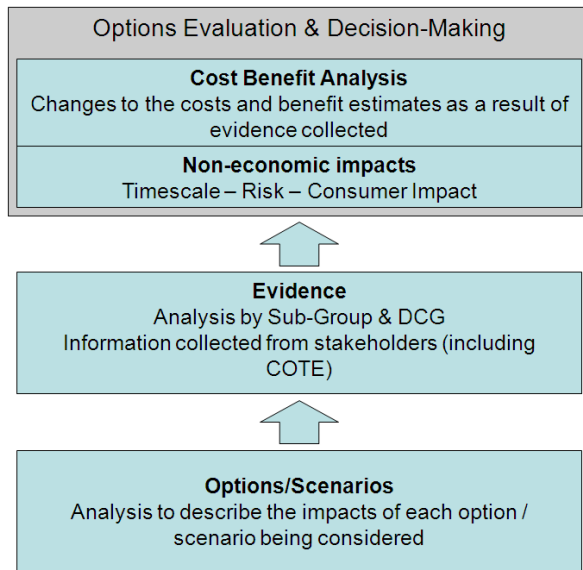 Options Evaluation & Decision-Making
Cost Benefit Analysis
Changes to the costs and benefit estimates as a result of
evidence collected
Non-economic impacts
Timescale – Risk – Consumer Impact
Evidence
Analysis by Sub-Group & DCG
Information collected from stakeholders (including
COTE)
Options/Scenarios
Analysis to describe the impacts of each option /
scenario being considered